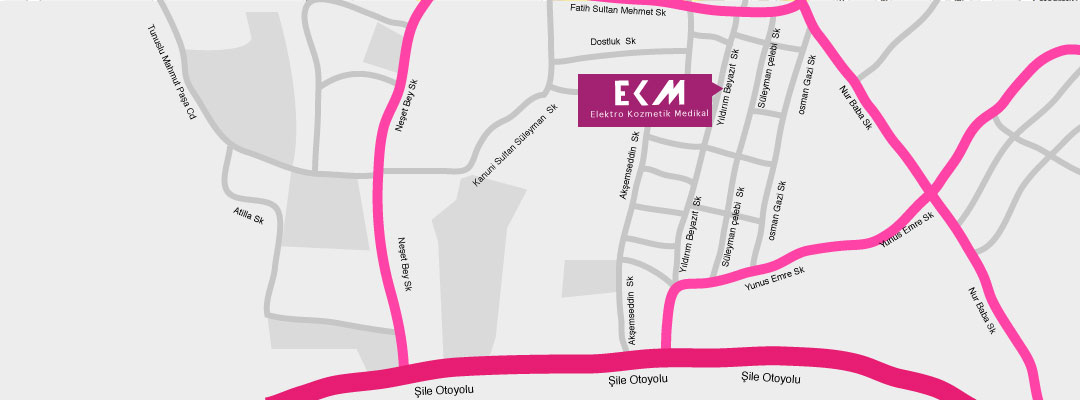 Fatih Sultan Mehmet Sk
Tunuslu Mahmut Paşa Cd
Dostluk Sk
Neşet Bey Sk
EKM
Elektro Kozmetik Medikal
Yıldırım Beyazıt Sk
Süleyman çelebi Sk
osman Gazi Sk
Nur Baba Sk
Kanuni Sultan Süleyman Sk
Akşemseddin Sk
Atilla Sk
Yıldırım Beyazıt Sk
Süleyman çelebi Sk
osman Gazi Sk
Yunus Emre Sk
Neşet Bey Sk
Akşemseddin Sk
Yunus Emre Sk
Nur Baba Sk
Şile Otoyolu
Şile Otoyolu
Şile Otoyolu